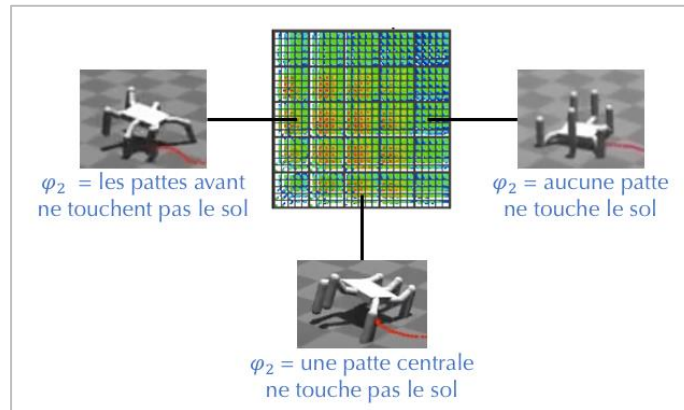 φ₂ = les pattes avant
ne touchent pas le sol
φ₂ = aucune patte
ne touche le sol
φ₂ = une patte centrale
ne touche pas le sol